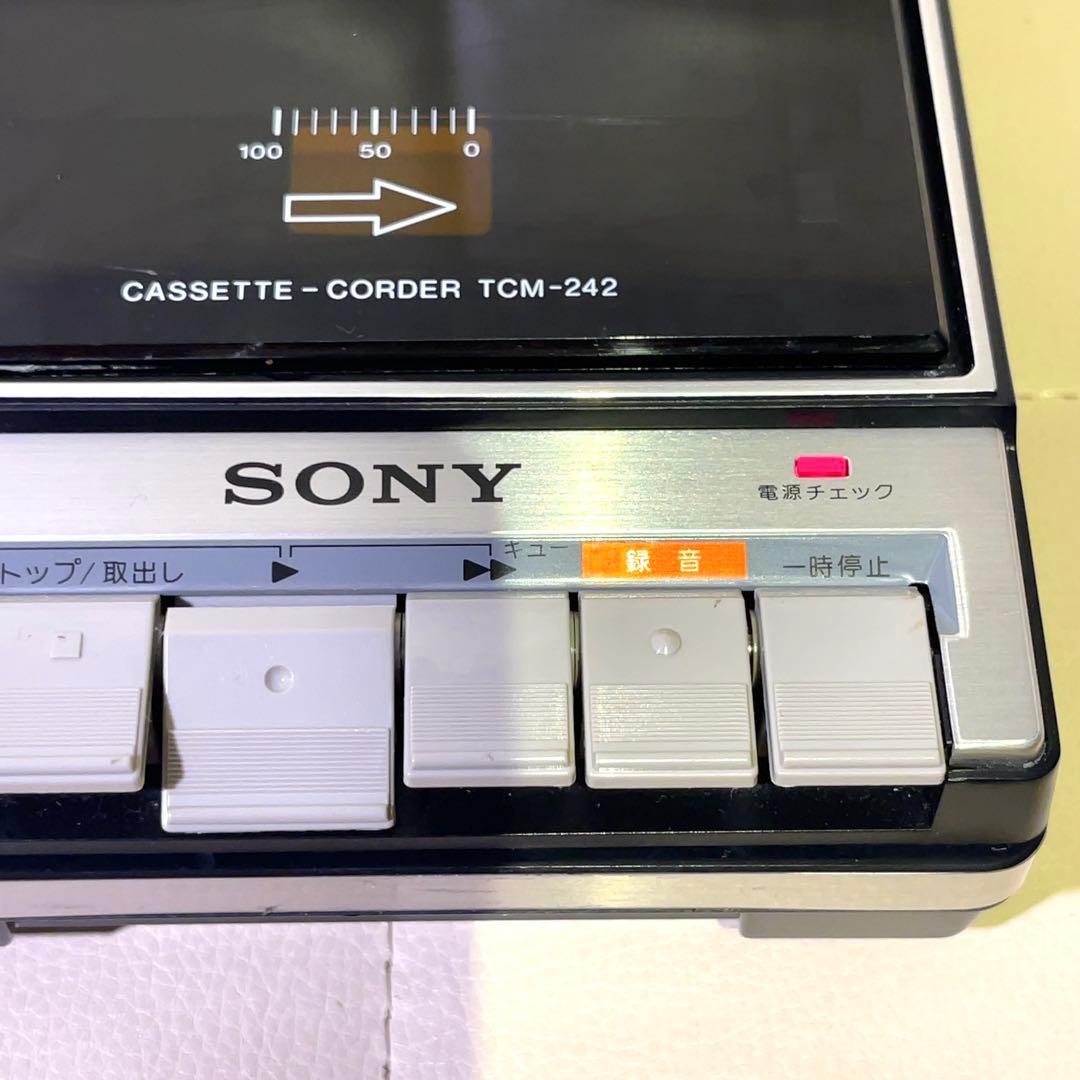 100 50 0
CASSETTE-CORDER TCM-242
SONY
電源チェック
トップ/取出し
キュー
録音
一時停止